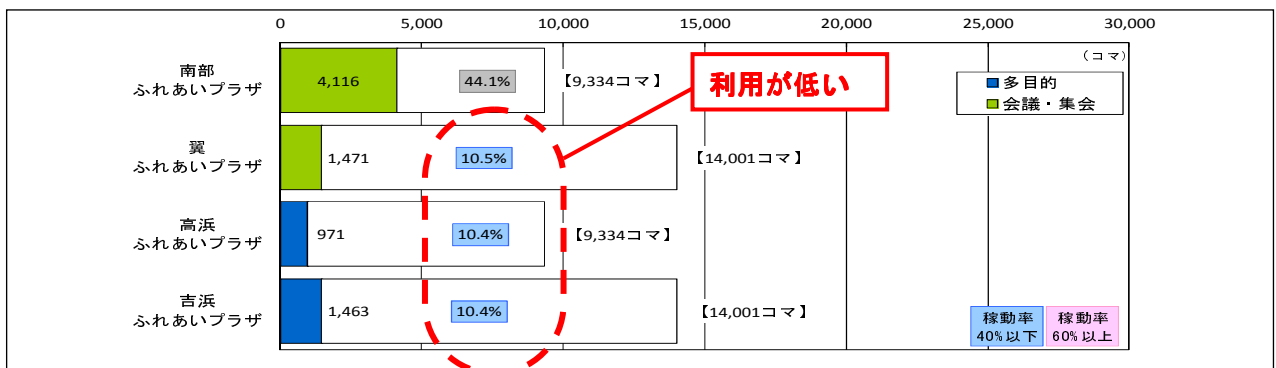 0 5,000 10,000 15,000 20,000 25,000 30,000
(コマ)
多目的
会議・集会
利用が低い
南部
ふれあいプラザ
4,116
44.1%
【9,334コマ】
翼
ふれあいプラザ
1,471
10.5%
【14,001コマ】
高浜
ふれあいプラザ
971
10.4%
【9,334コマ】
吉浜
ふれあいプラザ
1,463
10.4%
【14,001コマ】
稼動率
40%以下
稼動率
60%以上